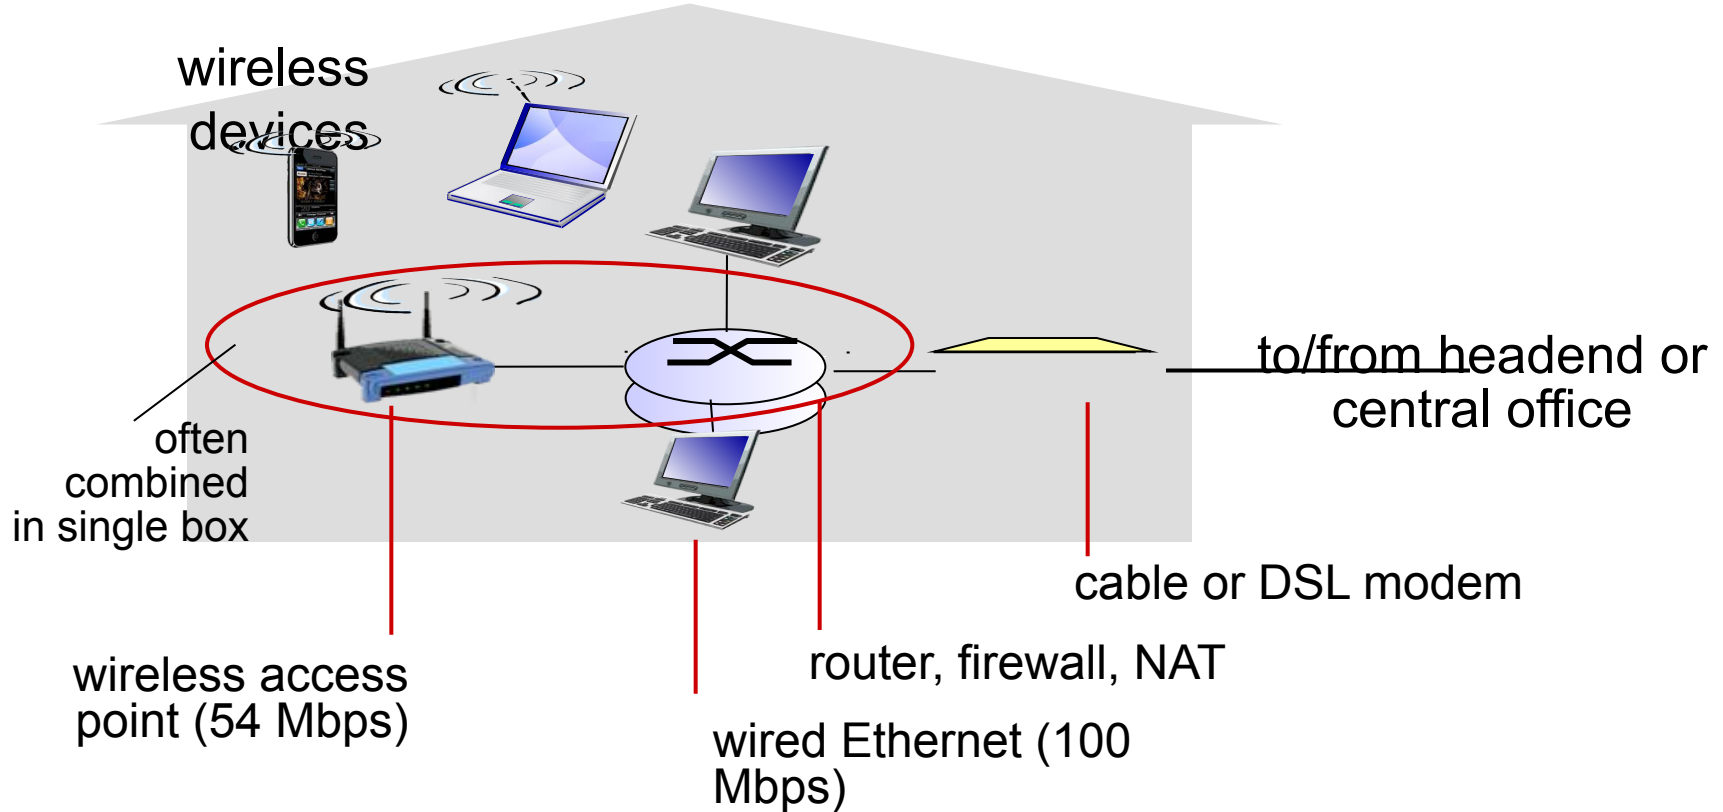 wireless
devices
to/from headend or
central office
often
combined
in single box
cable or DSL modem
router, firewall, NAT
wireless access
point (54 Mbps)
wired Ethernet (100
Mbps)